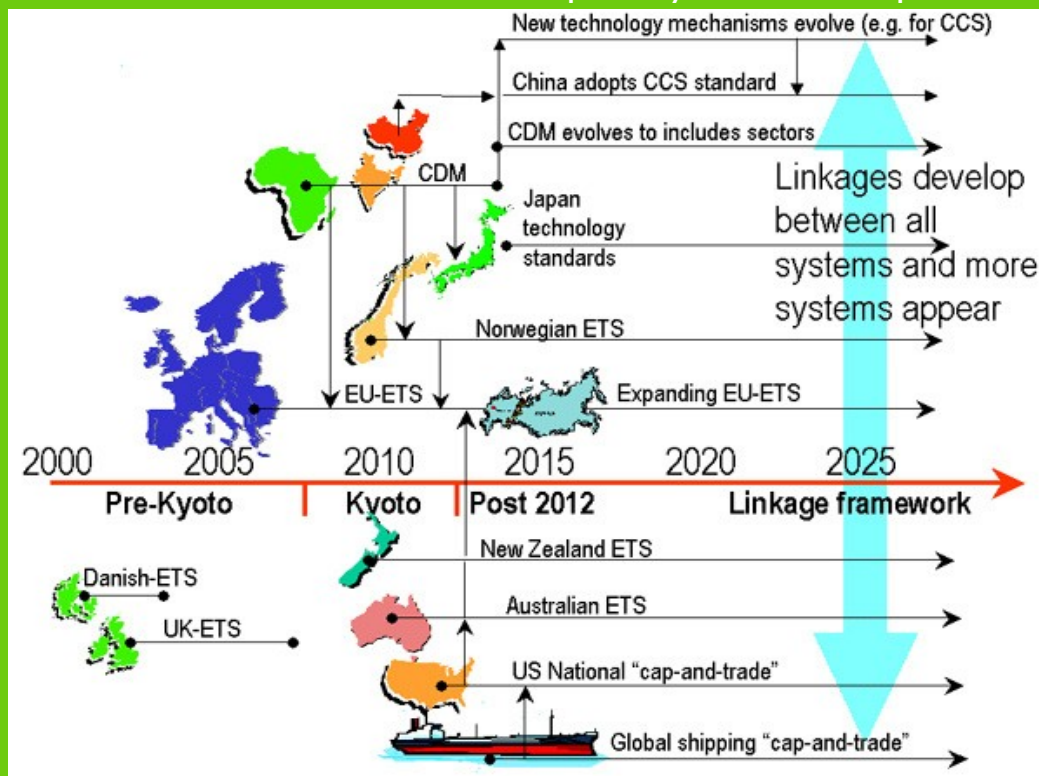 New technology mechanisms evolve (e.g. for CCS)
China adopts CCS standard
CDM evolves to includes sectors
CDM
Linkages develop
between all
systems and more
systems appear
Japan
technology
standards
Norwegian ETS
EU-ETS
Expanding EU-ETS
2000 2005 2010 2015 2020 2025
Pre-Kyoto Kyoto Post 2012 Linkage framework
New Zealand ETS
Danish-ETS
Australian ETS
UK-ETS
US National “cap-and-trade”
Global shipping “cap-and-trade”